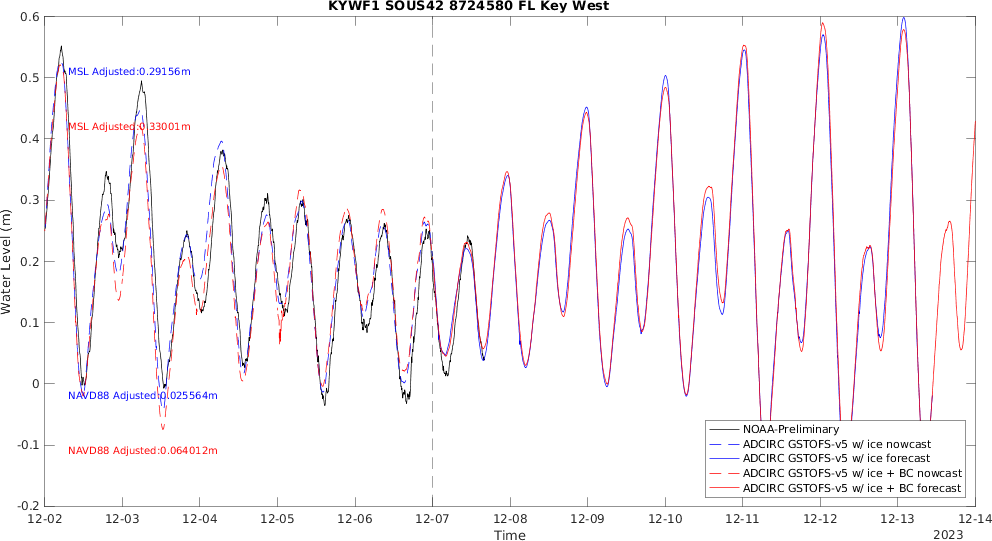 KYWF1 SOUS42 8724580 FL Key West
0.6
0.5
0.4
0.3
0.2
0.1
0
-0.1
-0.2
Water Level (m)
MSL Adjusted:0.29156m
MSL Adjusted:0.33001m
NAVD88 Adjusted:0.025564m
NAVD88 Adjusted:0.064012m
NOAA-Preliminary
ADCIRC GSTOFS-v5 w/ ice nowcast
ADCIRC GSTOFS-v5 w/ ice forecast
ADCIRC GSTOFS-v5 w/ ice + BC nowcast
ADCIRC GSTOFS-v5 w/ ice + BC forecast
12-02 12-03 12-04 12-05 12-06 12-07 12-08 12-09 12-10 12-11 12-12 12-13 12-14
Time
2023